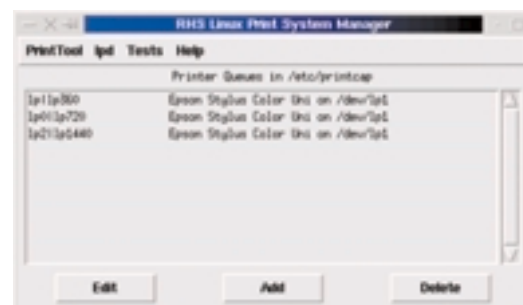 RHS Linux Print System Manager
PrintTool lpd Tests Help
Printer Queues in /etc/printcap
lp|lp360 Epson Stylus Color Uni on /dev/lp1
lp0|lp720 Epson Stylus Color Uni on /dev/lp1
lp2|lp1440 Epson Stylus Color Uni on /dev/lp1
Edit Add Delete